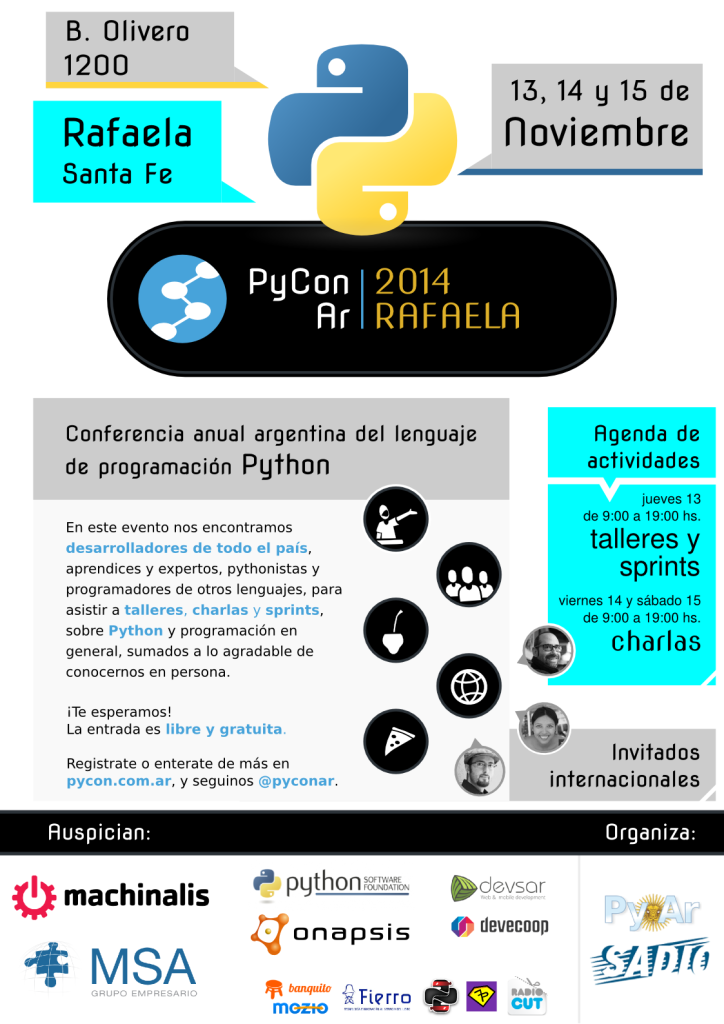 B. Olivero
1200
Rafaela
Santa Fe
13, 14 y 15 de
Noviembre
PyCon
Ar
2014
RAFAELA
Conferencia anual argentina del lenguaje
de programación Python
En este evento nos encontramos
desarrolladores de todo el país,
aprendices y expertos, pythonistas y
programadores de otros lenguajes, para
asistir a talleres, charlas y sprints,
sobre Python y programación en
general, sumados a lo agradable de
conocernos en persona.
¡Te esperamos!
La entrada es libre y gratuita.
Registrate o enterate de más en
pycon.com.ar, y seguinos @pyconar.
Agenda de
actividades
jueves 13
de 9:00 a 19:00 hs.
talleres y
sprints
viernes 14 y sábado 15
de 9:00 a 19:00 hs.
charlas
Invitados
internacionales
Auspician:
Organiza:
machinalis
MSA
GRUPO EMPRESARIO
python SOFTWARE
FOUNDATION
onapsis
devsar
Web & mobile development
devecoop
banquito
mozio
Fierro
RADIO
CUT
PyAr
SADIO